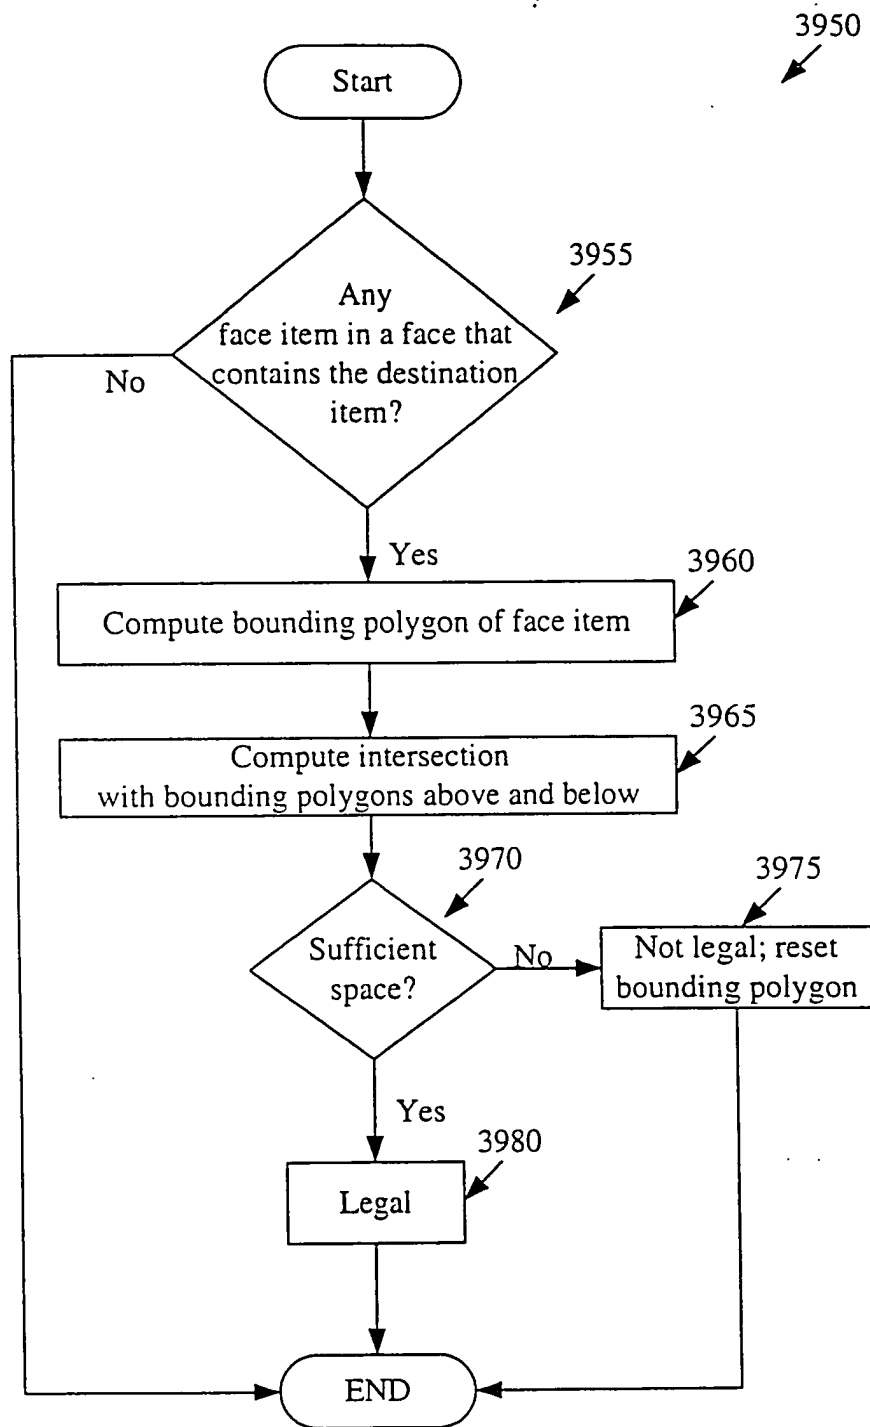 3950
Start
3955
Any
face item in a face that
contains the destination
item?
No
Yes
3960
Compute bounding polygon of face item
3965
Compute intersection
with bounding polygons above and below
3970
3975
Sufficient
space?
No
Not legal; reset
bounding polygon
Yes
3980
Legal
END